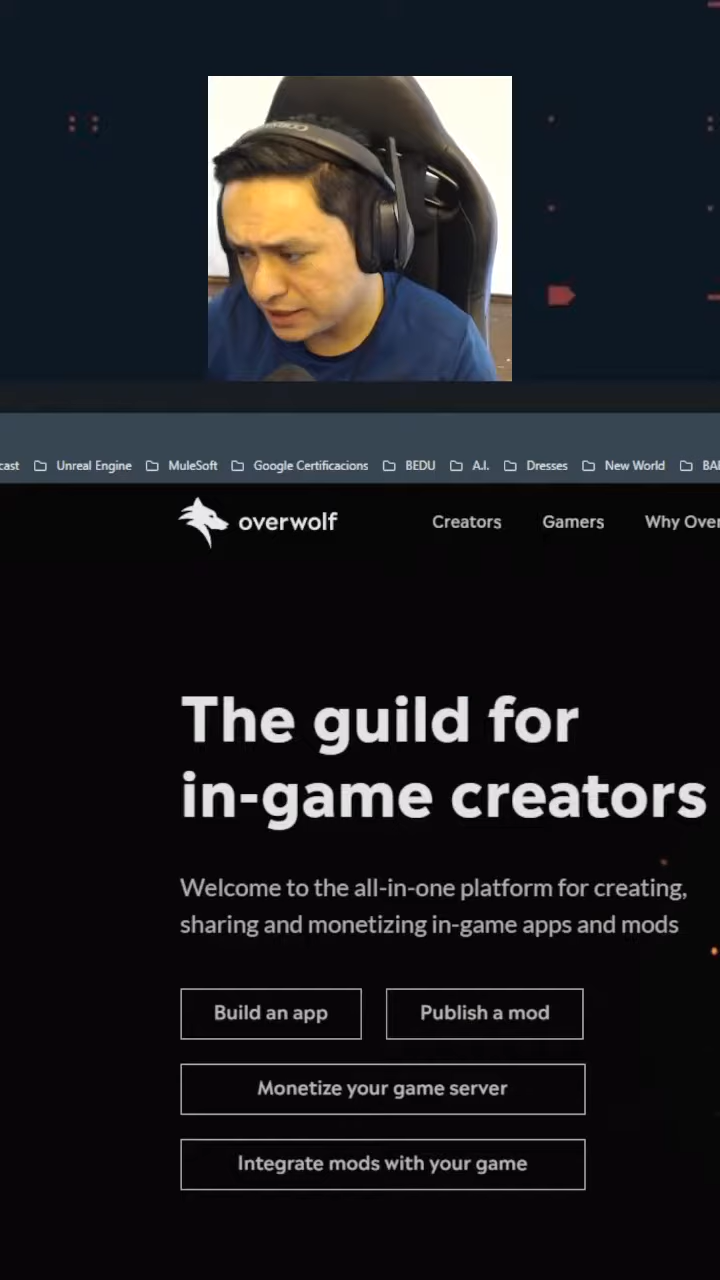 cast Unreal Engine MuleSoft Google Certificacions BEDU A.I. Dresses New World
overwolf Creators Gamers Why
The guild for
in-game creators
Welcome to the all-in-one platform for creating,
sharing and monetizing in-game apps and mods
Build an app Publish a mod
Monetize your game server
Integrate mods with your game